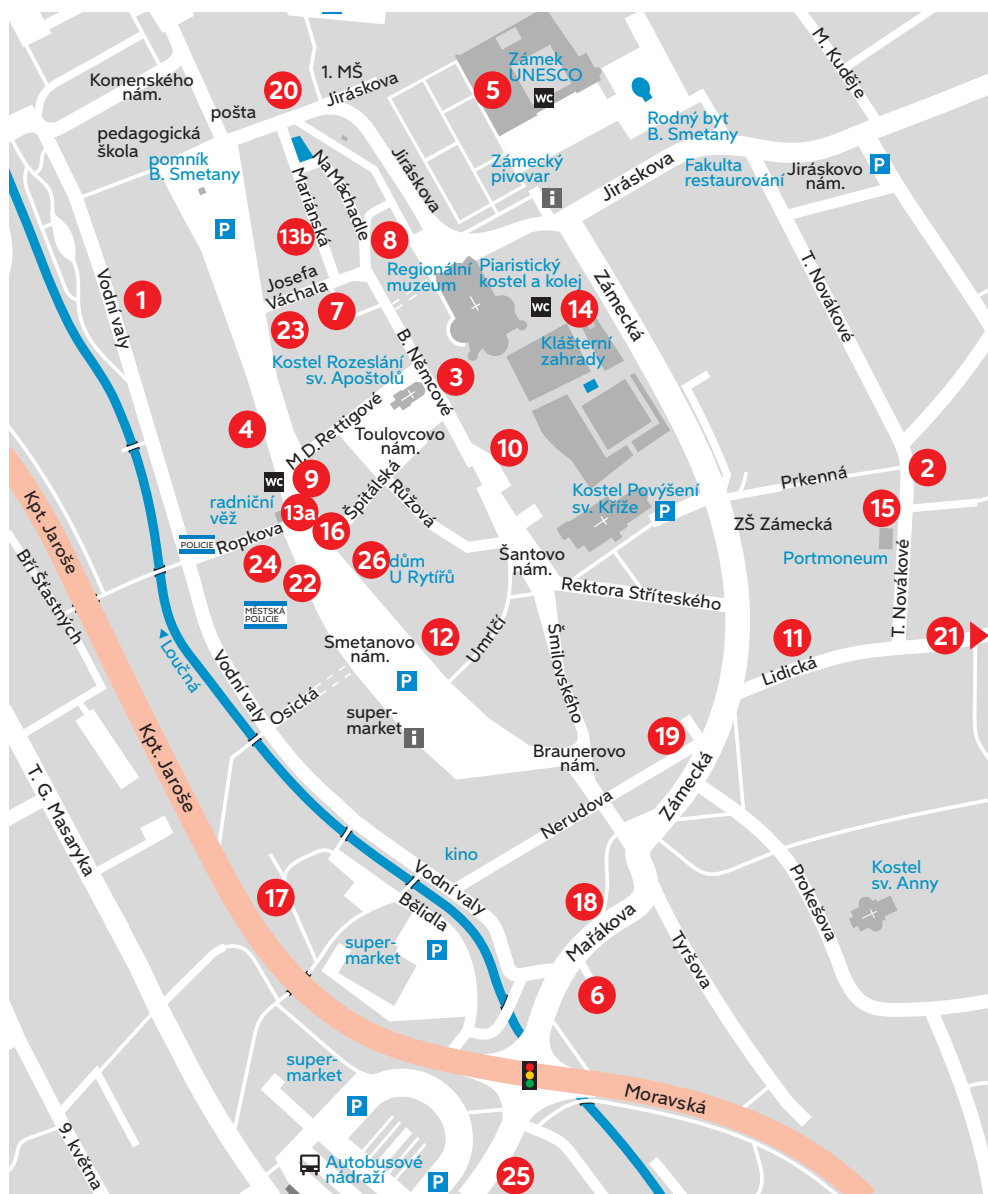 Komenského
nám.
20
1. MŠ
Jiráskova
pošta
pedagogická
škola
pomník
B. Smetany
P
5
Zámek
UNESCO
WC
M. Kuděje
Rodný byt
B. Smetany
Zámecký
pivovar
i
Jiráskova
Jiráskova
Fakulta
restaurování
Jiráskovo
nám.
P
Na Máchadle
Mariánská
13b
8
Regionální
muzeum
Piaristický
kostel a kolej
WC
14
Klášterní
zahrady
Zámecká
T. Novákové
Vodní valy
1
Josefa
Váchala
7
23
Kostel Rozeslání
sv. Apoštolů
B. Němcové
3
4
M.D.Rettigové
Toulovcovo
nám.
10
WC
9
radniční
věž
13a
Špitálská
Růžová
16
Kostel Povýšení
sv. Kříže
P
Prkenná
2
15
ZŠ Zámecká
Portmoneum
T. Novákové
Kpt. Jaroše
Bří Šťastných
POLICIE
Ropkova
24
22
26
dům
U Rytířů
MĚSTSKÁ
POLICIE
Šantovo
nám.
Rektora Stříteského
Loučná
Vodní valy
Smetanovo
nám.
12
Umrlčí
P
Šmilovského
11
Lidická
21
Osická
super-
market
i
Braunerovo
nám.
19
Kpt. Jaroše
T. G. Masaryka
Nerudova
Zámecká
kino
Vodní valy
Bělidla
17
18
Mařákova
Prokešova
Kostel
sv. Anny
super-
market
P
6
Tyršova
super-
market
P
Moravská
9. května
Autobusové
nádraží
P
25